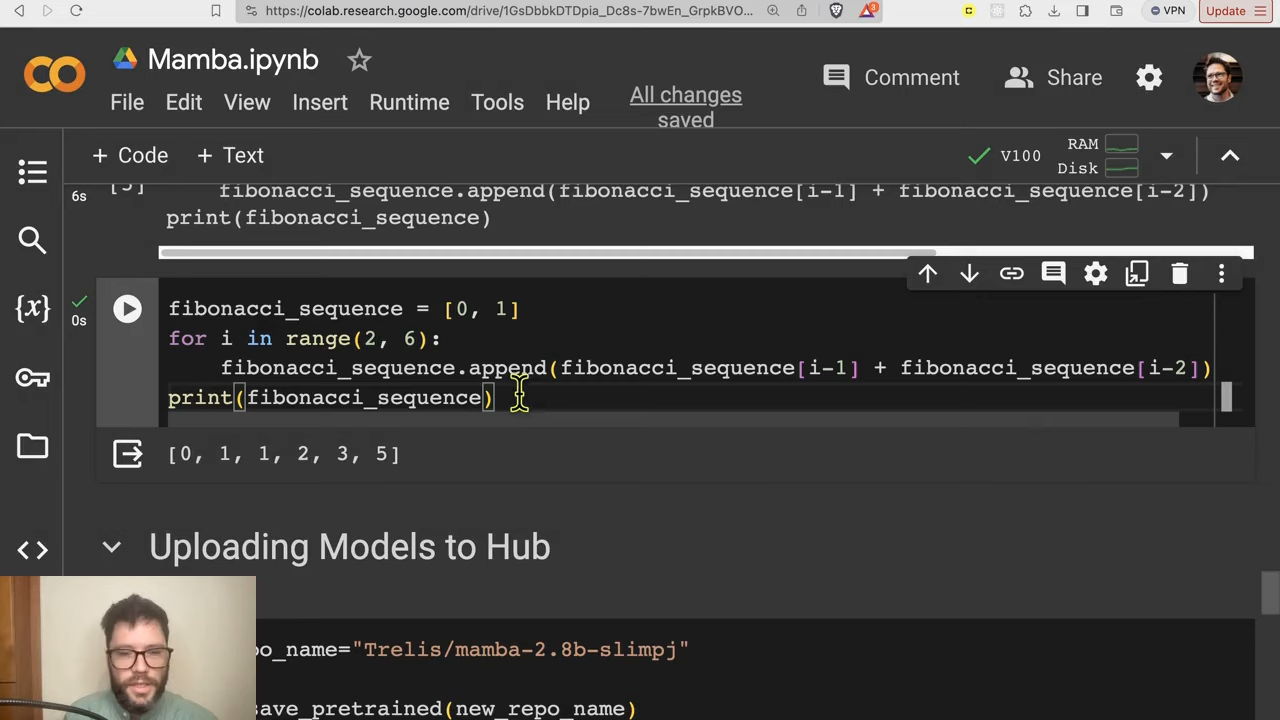 https://colab.research.google.com/drive/1GsDbbkDTDpia_Dc8s-7bwEn_GrpkBVO...
3
VPN
Update
Mamba.ipynb
Comment
Share
File Edit View Insert Runtime Tools Help
All changes
saved
+ Code + Text
V100
RAM
Disk
[5]
6s
fibonacci_sequence.append(fibonacci_sequence[i-1] + fibonacci_sequence[i-2])
print(fibonacci_sequence)
0s
fibonacci_sequence = [0, 1]
for i in range(2, 6):
fibonacci_sequence.append(fibonacci_sequence[i-1] + fibonacci_sequence[i-2])
print(fibonacci_sequence)
[0, 1, 1, 2, 3, 5]
Uploading Models to Hub
po_name="Trelis/mamba-2.8b-slimpj"
save_pretrained(new_repo_name)